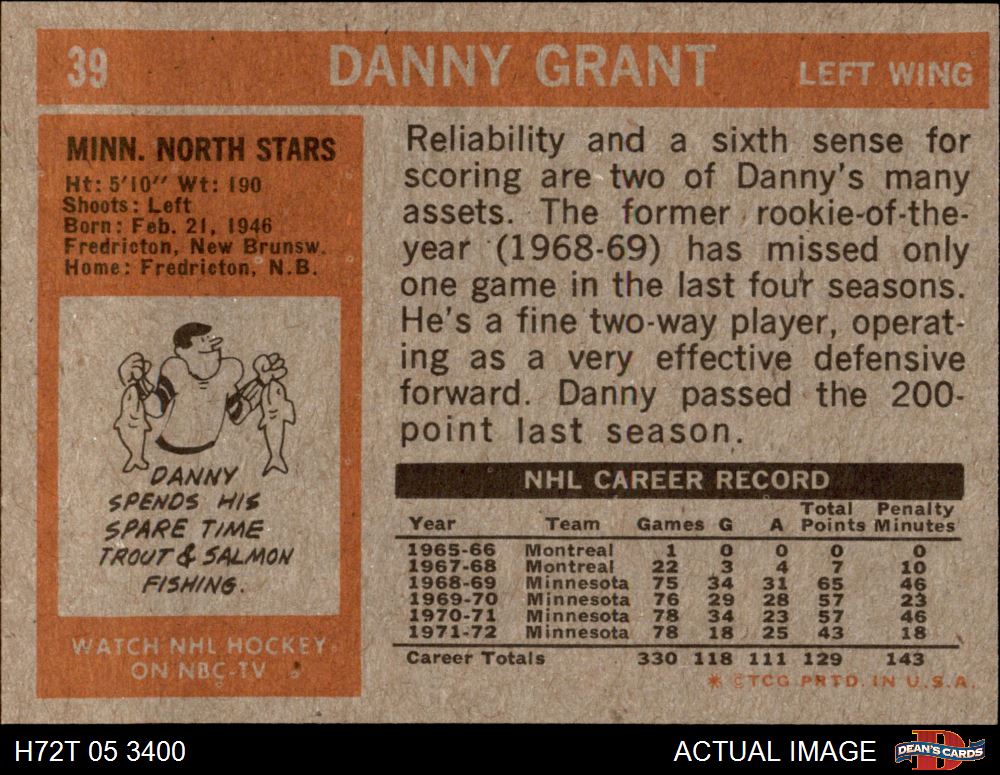 39 DANNY GRANT LEFT WING
MINN. NORTH STARS
Ht: 5'10'' Wt: 190
Shoots: Left
Born: Feb. 21, 1946
Fredricton, New Brunsw.
Home: Fredricton, N.B.
DANNY
SPENDS HIS
SPARE TIME
TROUT & SALMON
FISHING.
WATCH NHL HOCKEY
ON NBC-TV
Reliability and a sixth sense for
scoring are two of Danny's many
assets. The former rookie-of-the-
year (1968-69) has missed only
one game in the last four seasons.
He's a fine two-way player, operat-
ing as a very effective defensive
forward. Danny passed the 200-
point last season.
NHL CAREER RECORD
Total Penalty
Year Team Games G A Points Minutes
1965-66 Montreal 1 0 0 0 0
1967-68 Montreal 22 3 4 7 10
1968-69 Minnesota 75 34 31 65 46
1969-70 Minnesota 76 29 28 57 23
1970-71 Minnesota 78 34 23 57 46
1971-72 Minnesota 78 18 25 43 18
Career Totals 330 118 111 129 143
* ©TCG PRTD. IN U.S.A.
H72T 05 3400 ACTUAL IMAGE D DEAN'S CARDS